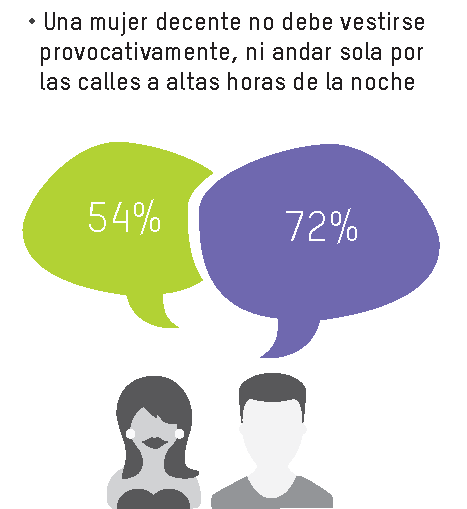 • Una mujer decente no debe vestirse
provocativamente, ni andar sola por
las calles a altas horas de la noche
54%
72%